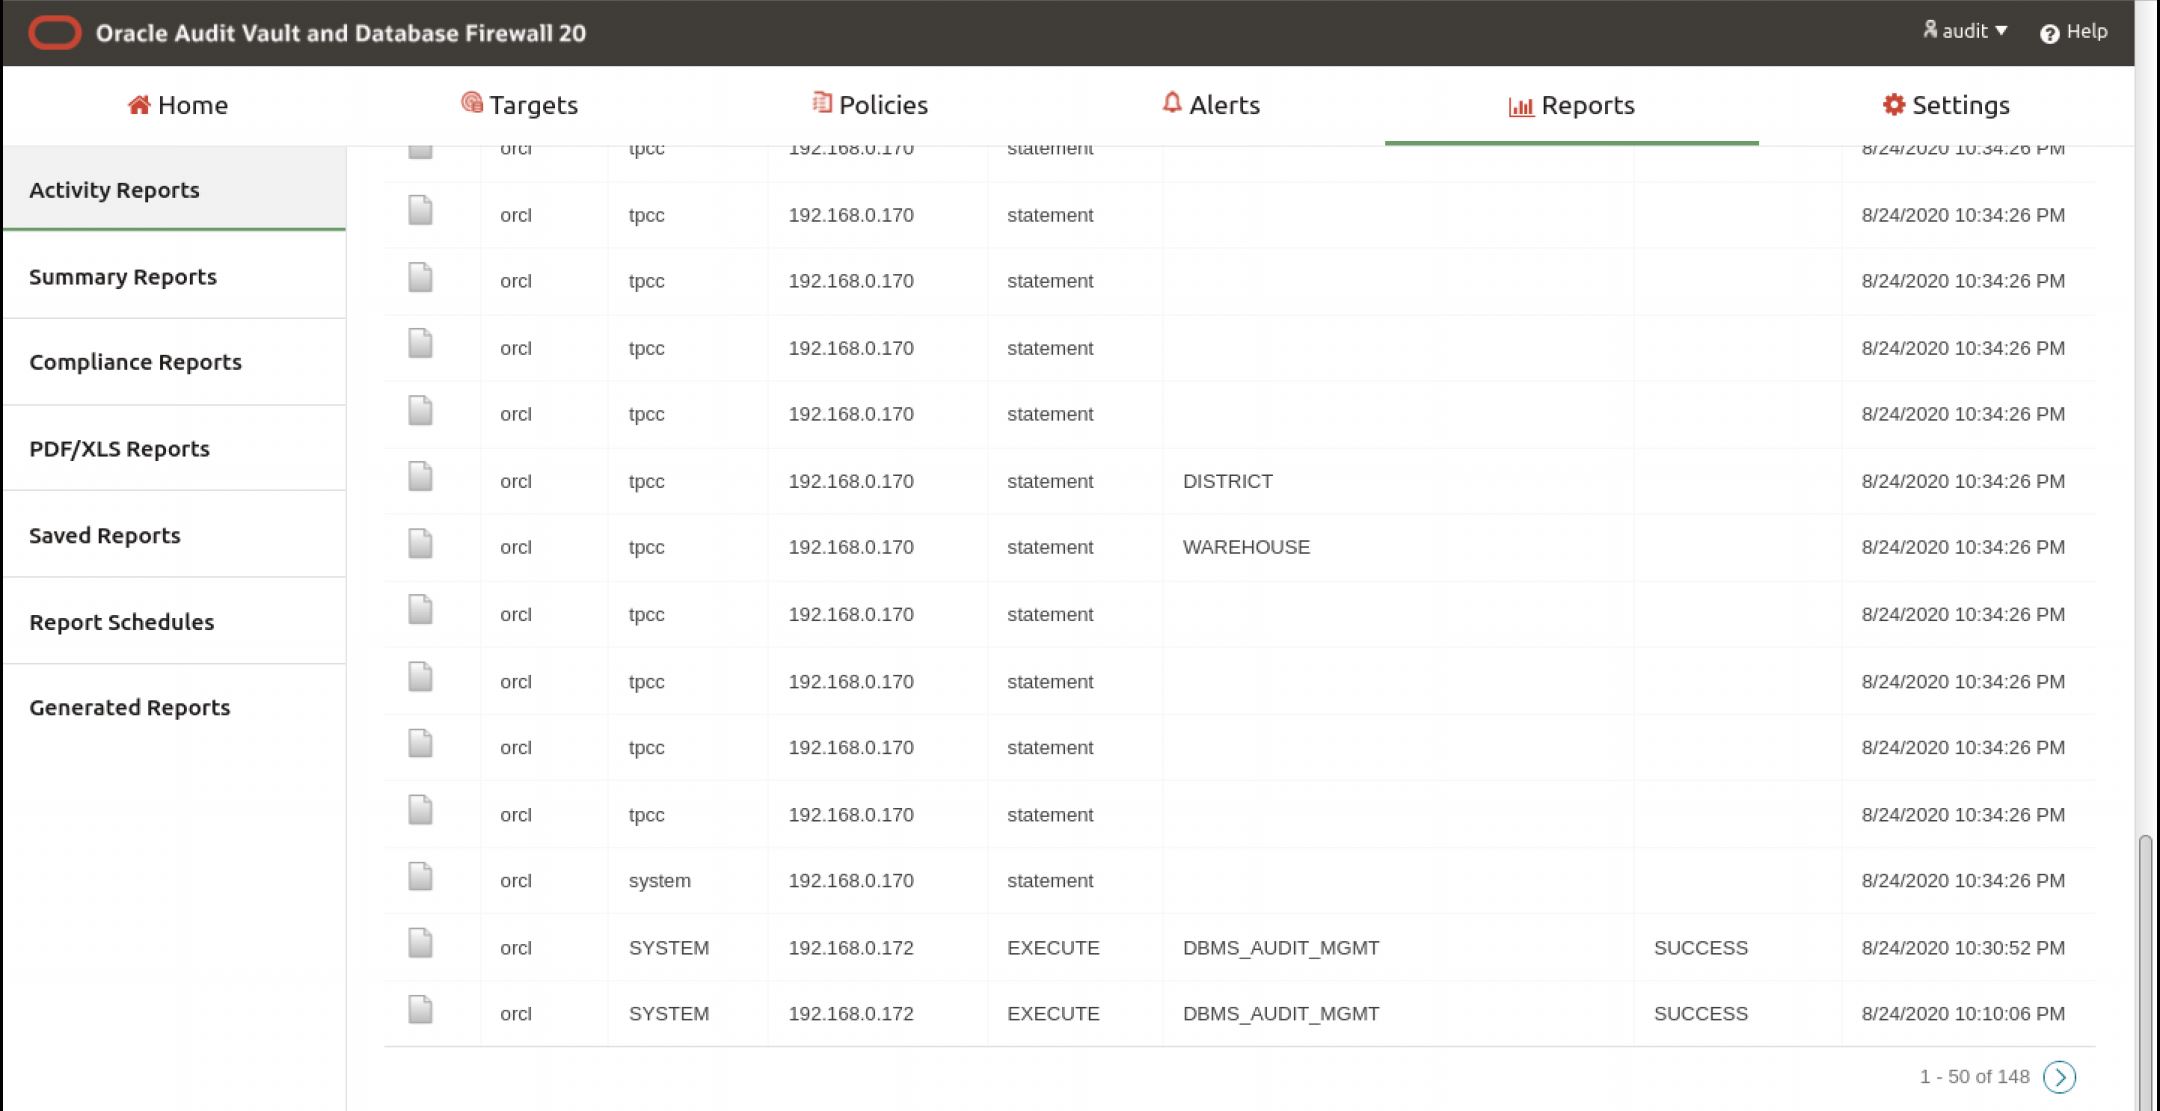 Oracle Audit Vault and Database Firewall 20 audit Help
Home Targets Policies Alerts Reports Settings
orcl tpcc 192.168.0.170 statement 8/24/2020 10:34:26 PM
Activity Reports
orcl tpcc 192.168.0.170 statement 8/24/2020 10:34:26 PM
Summary Reports
orcl tpcc 192.168.0.170 statement 8/24/2020 10:34:26 PM
orcl tpcc 192.168.0.170 statement 8/24/2020 10:34:26 PM
Compliance Reports
orcl tpcc 192.168.0.170 statement 8/24/2020 10:34:26 PM
PDF/XLS Reports
orcl tpcc 192.168.0.170 statement DISTRICT 8/24/2020 10:34:26 PM
Saved Reports
orcl tpcc 192.168.0.170 statement WAREHOUSE 8/24/2020 10:34:26 PM
orcl tpcc 192.168.0.170 statement 8/24/2020 10:34:26 PM
Report Schedules
orcl tpcc 192.168.0.170 statement 8/24/2020 10:34:26 PM
Generated Reports
orcl tpcc 192.168.0.170 statement 8/24/2020 10:34:26 PM
orcl tpcc 192.168.0.170 statement 8/24/2020 10:34:26 PM
orcl system 192.168.0.170 statement 8/24/2020 10:34:26 PM
orcl SYSTEM 192.168.0.172 EXECUTE DBMS_AUDIT_MGMT SUCCESS 8/24/2020 10:30:52 PM
orcl SYSTEM 192.168.0.172 EXECUTE DBMS_AUDIT_MGMT SUCCESS 8/24/2020 10:10:06 PM
1 - 50 of 148